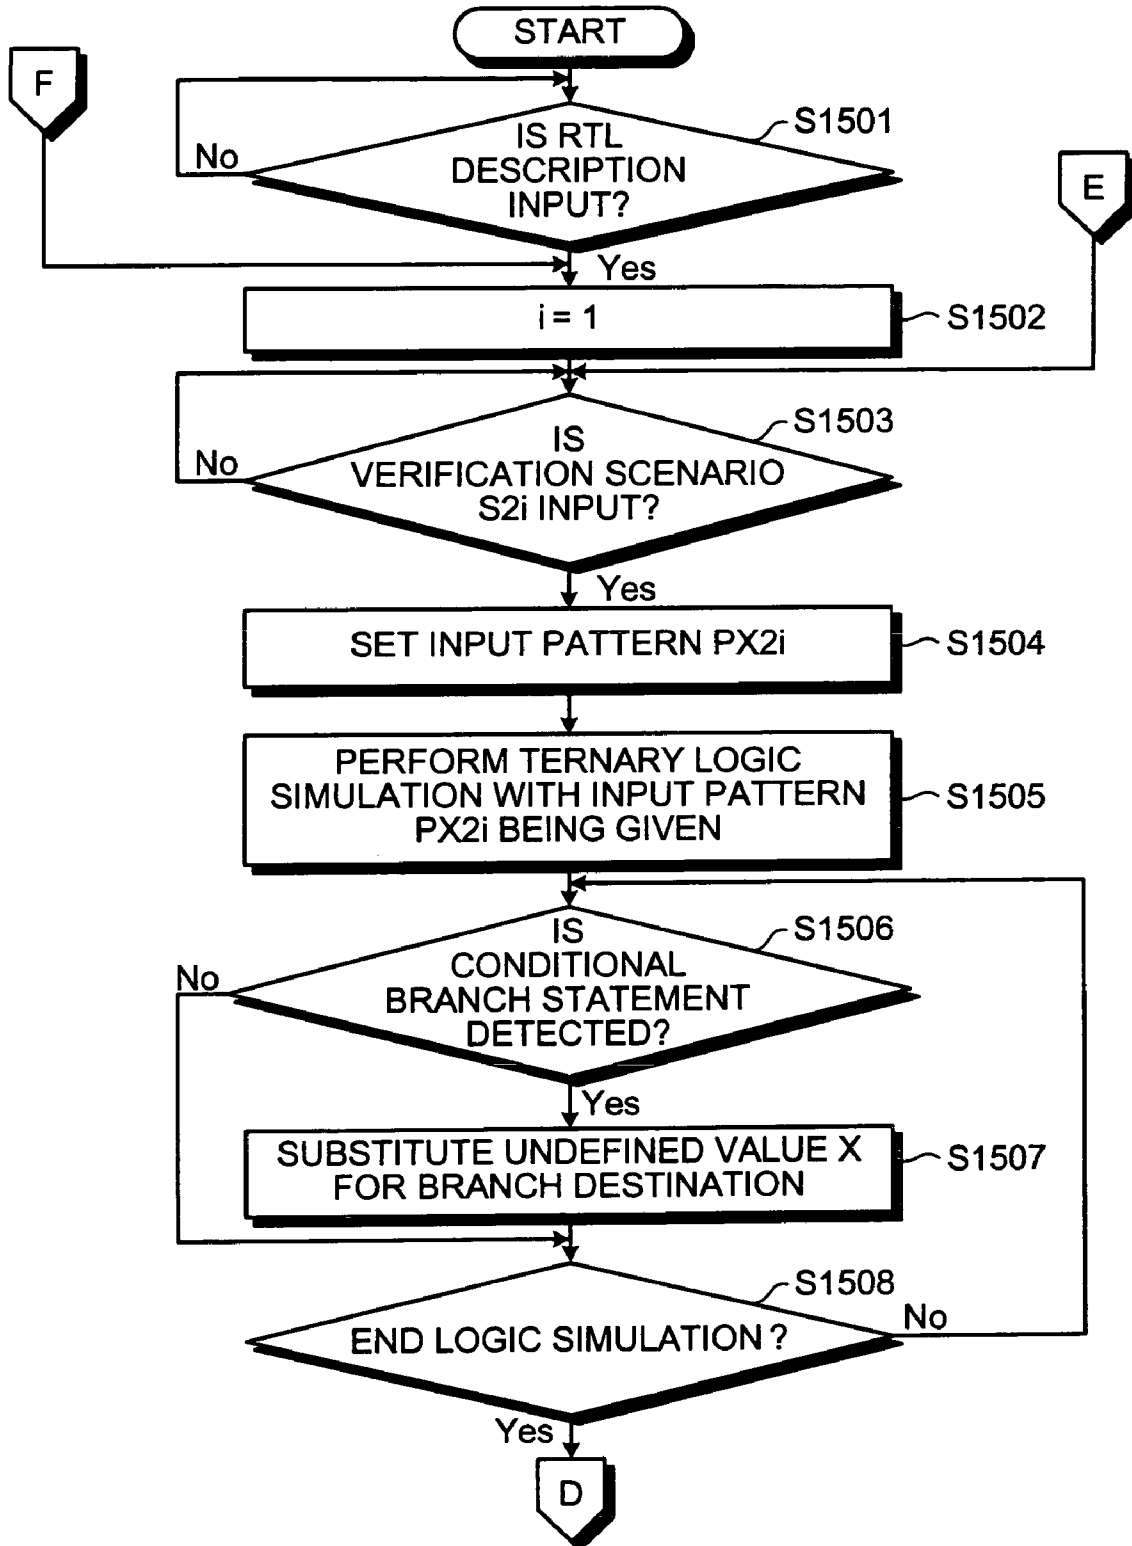 START
F
S1501
IS RTL
DESCRIPTION
INPUT?
No
E
Yes
i = 1
S1502
S1503
IS
VERIFICATION SCENARIO
S2i INPUT?
No
Yes
SET INPUT PATTERN PX2i
S1504
PERFORM TERNARY LOGIC
SIMULATION WITH INPUT PATTERN
PX2i BEING GIVEN
S1505
S1506
IS
CONDITIONAL
BRANCH STATEMENT
DETECTED?
No
Yes
SUBSTITUTE UNDEFINED VALUE X
FOR BRANCH DESTINATION
S1507
S1508
END LOGIC SIMULATION ?
No
Yes
D